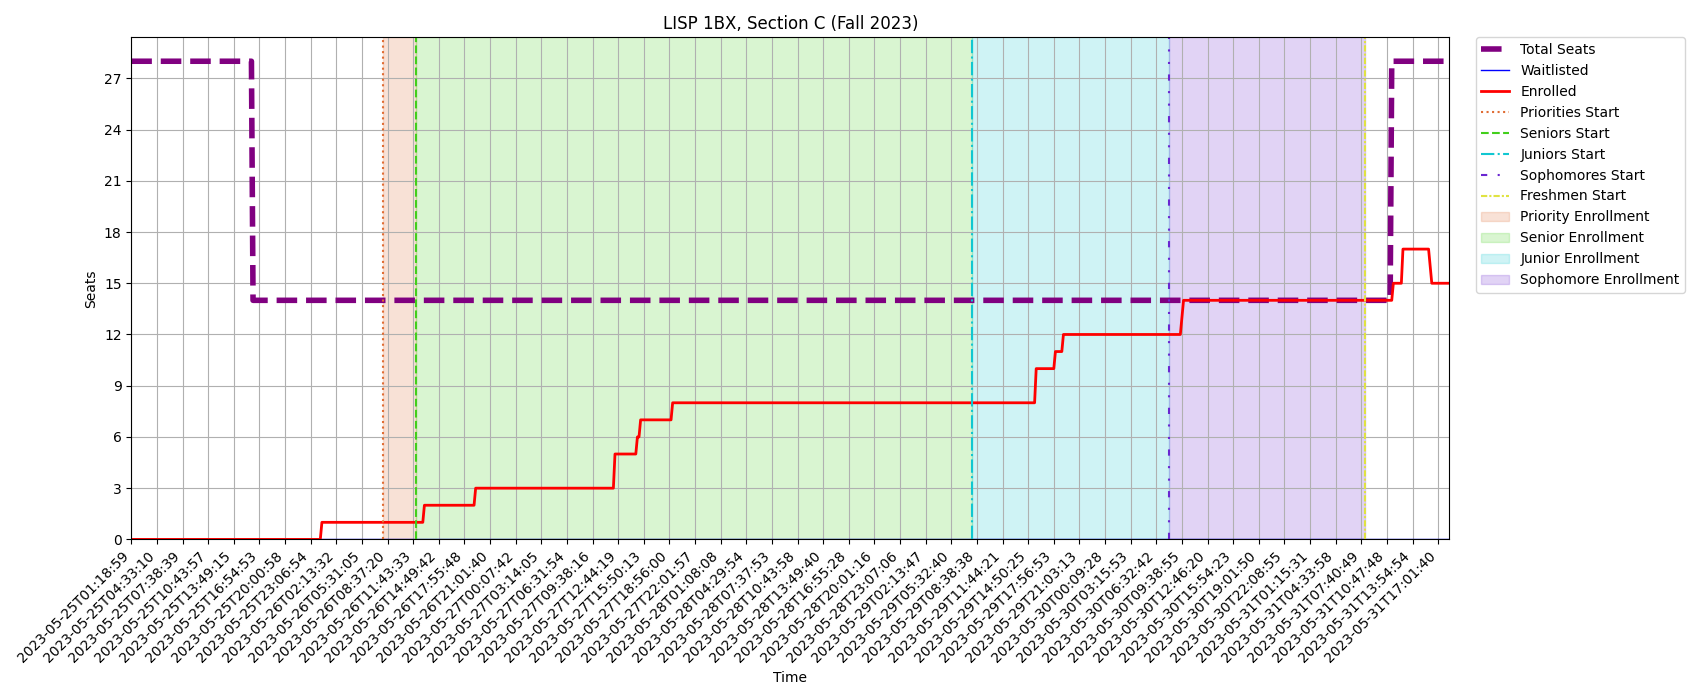 LISP 1BX, Section C (Fall 2023)
Total Seats
Waitlisted
Enrolled
Priorities Start
Seniors Start
Juniors Start
Sophomores Start
Freshmen Start
Priority Enrollment
Senior Enrollment
Junior Enrollment
Sophomore Enrollment
Seats
27
24
21
18
15
12
9
6
3
0
2023-05-25T01:18:59
2023-05-25T04:33:10
2023-05-25T07:38:39
2023-05-25T10:43:57
2023-05-25T13:49:15
2023-05-25T16:54:53
2023-05-25T20:00:58
2023-05-25T23:06:54
2023-05-26T02:13:32
2023-05-26T05:31:05
2023-05-26T08:37:20
2023-05-26T11:43:33
2023-05-26T14:49:42
2023-05-26T17:55:48
2023-05-26T21:01:40
2023-05-27T00:07:42
2023-05-27T03:14:05
2023-05-27T06:31:54
2023-05-27T09:38:16
2023-05-27T12:44:19
2023-05-27T15:50:13
2023-05-27T18:56:00
2023-05-27T22:01:57
2023-05-28T01:08:08
2023-05-28T04:29:54
2023-05-28T07:37:53
2023-05-28T10:43:58
2023-05-28T13:49:40
2023-05-28T16:55:28
2023-05-28T20:01:16
2023-05-28T23:07:06
2023-05-29T02:13:47
2023-05-29T05:32:40
2023-05-29T08:38:38
2023-05-29T11:44:21
2023-05-29T14:50:25
2023-05-29T17:56:53
2023-05-29T21:03:13
2023-05-30T00:09:28
2023-05-30T03:15:53
2023-05-30T06:32:42
2023-05-30T09:38:55
2023-05-30T12:46:20
2023-05-30T15:54:23
2023-05-30T19:01:50
2023-05-30T22:08:55
2023-05-31T01:15:31
2023-05-31T04:33:58
2023-05-31T07:40:49
2023-05-31T10:47:48
2023-05-31T13:54:54
2023-05-31T17:01:40
Time